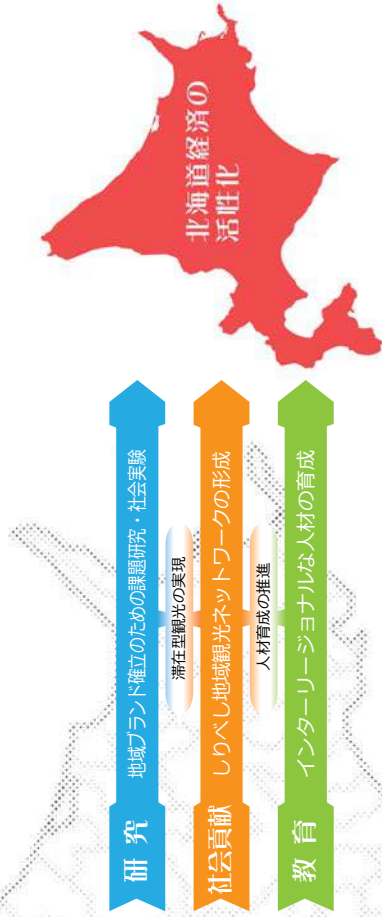 研究
地域ブランド確立のための課題研究・社会実験
滞在型観光の実現
社会貢献
しりべし地域観光ネットワークの形成
人材育成の推進
教育
インターリージョナルな人材の育成
北海道経済の
活性化